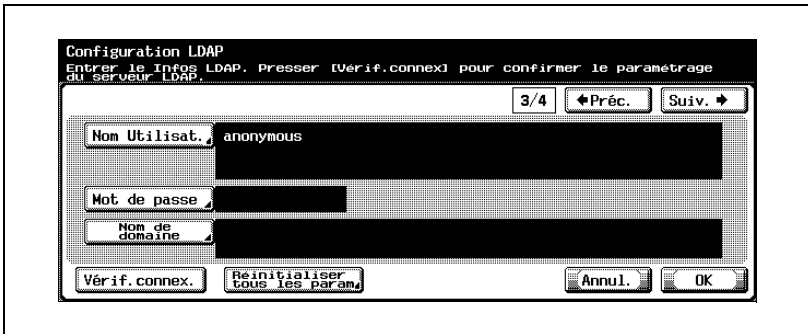 Configuration LDAP
Entrer le Infos LDAP. Presser [Vérif.connex] pour confirmer le paramétrage
du serveur LDAP.
3/4 ←Préc. Suiv. →
Nom Utilisat. anonymous
Mot de passe
Nom de
domaine
Vérif.connex. Réinitialiser
tous les param. Annul. OK